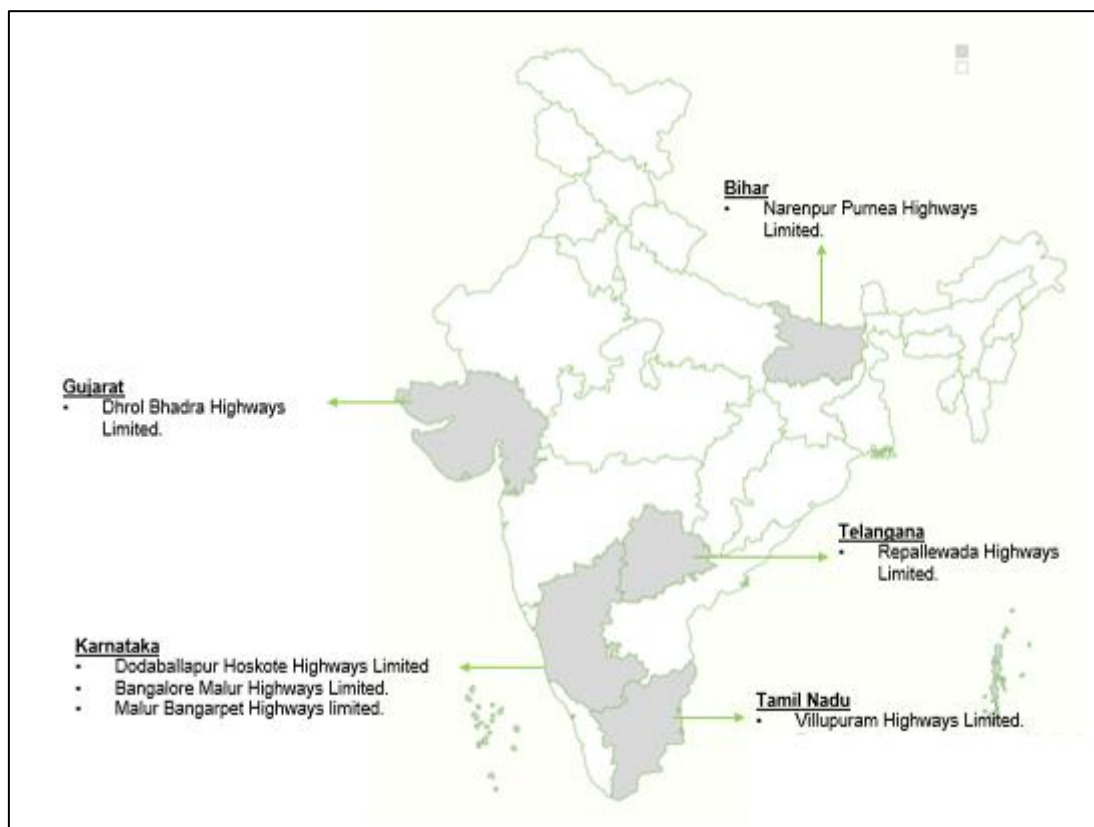 Bihar
• Narenpur Purnea Highways
Limited.
Gujarat
• Dhrol Bhadra Highways
Limited.
Telangana
• Repallewada Highways
Limited.
Karnataka
• Dodaballapur Hoskote Highways Limited
• Bangalore Malur Highways Limited.
• Malur Bangarpet Highways limited.
Tamil Nadu
• Villupuram Highways Limited.